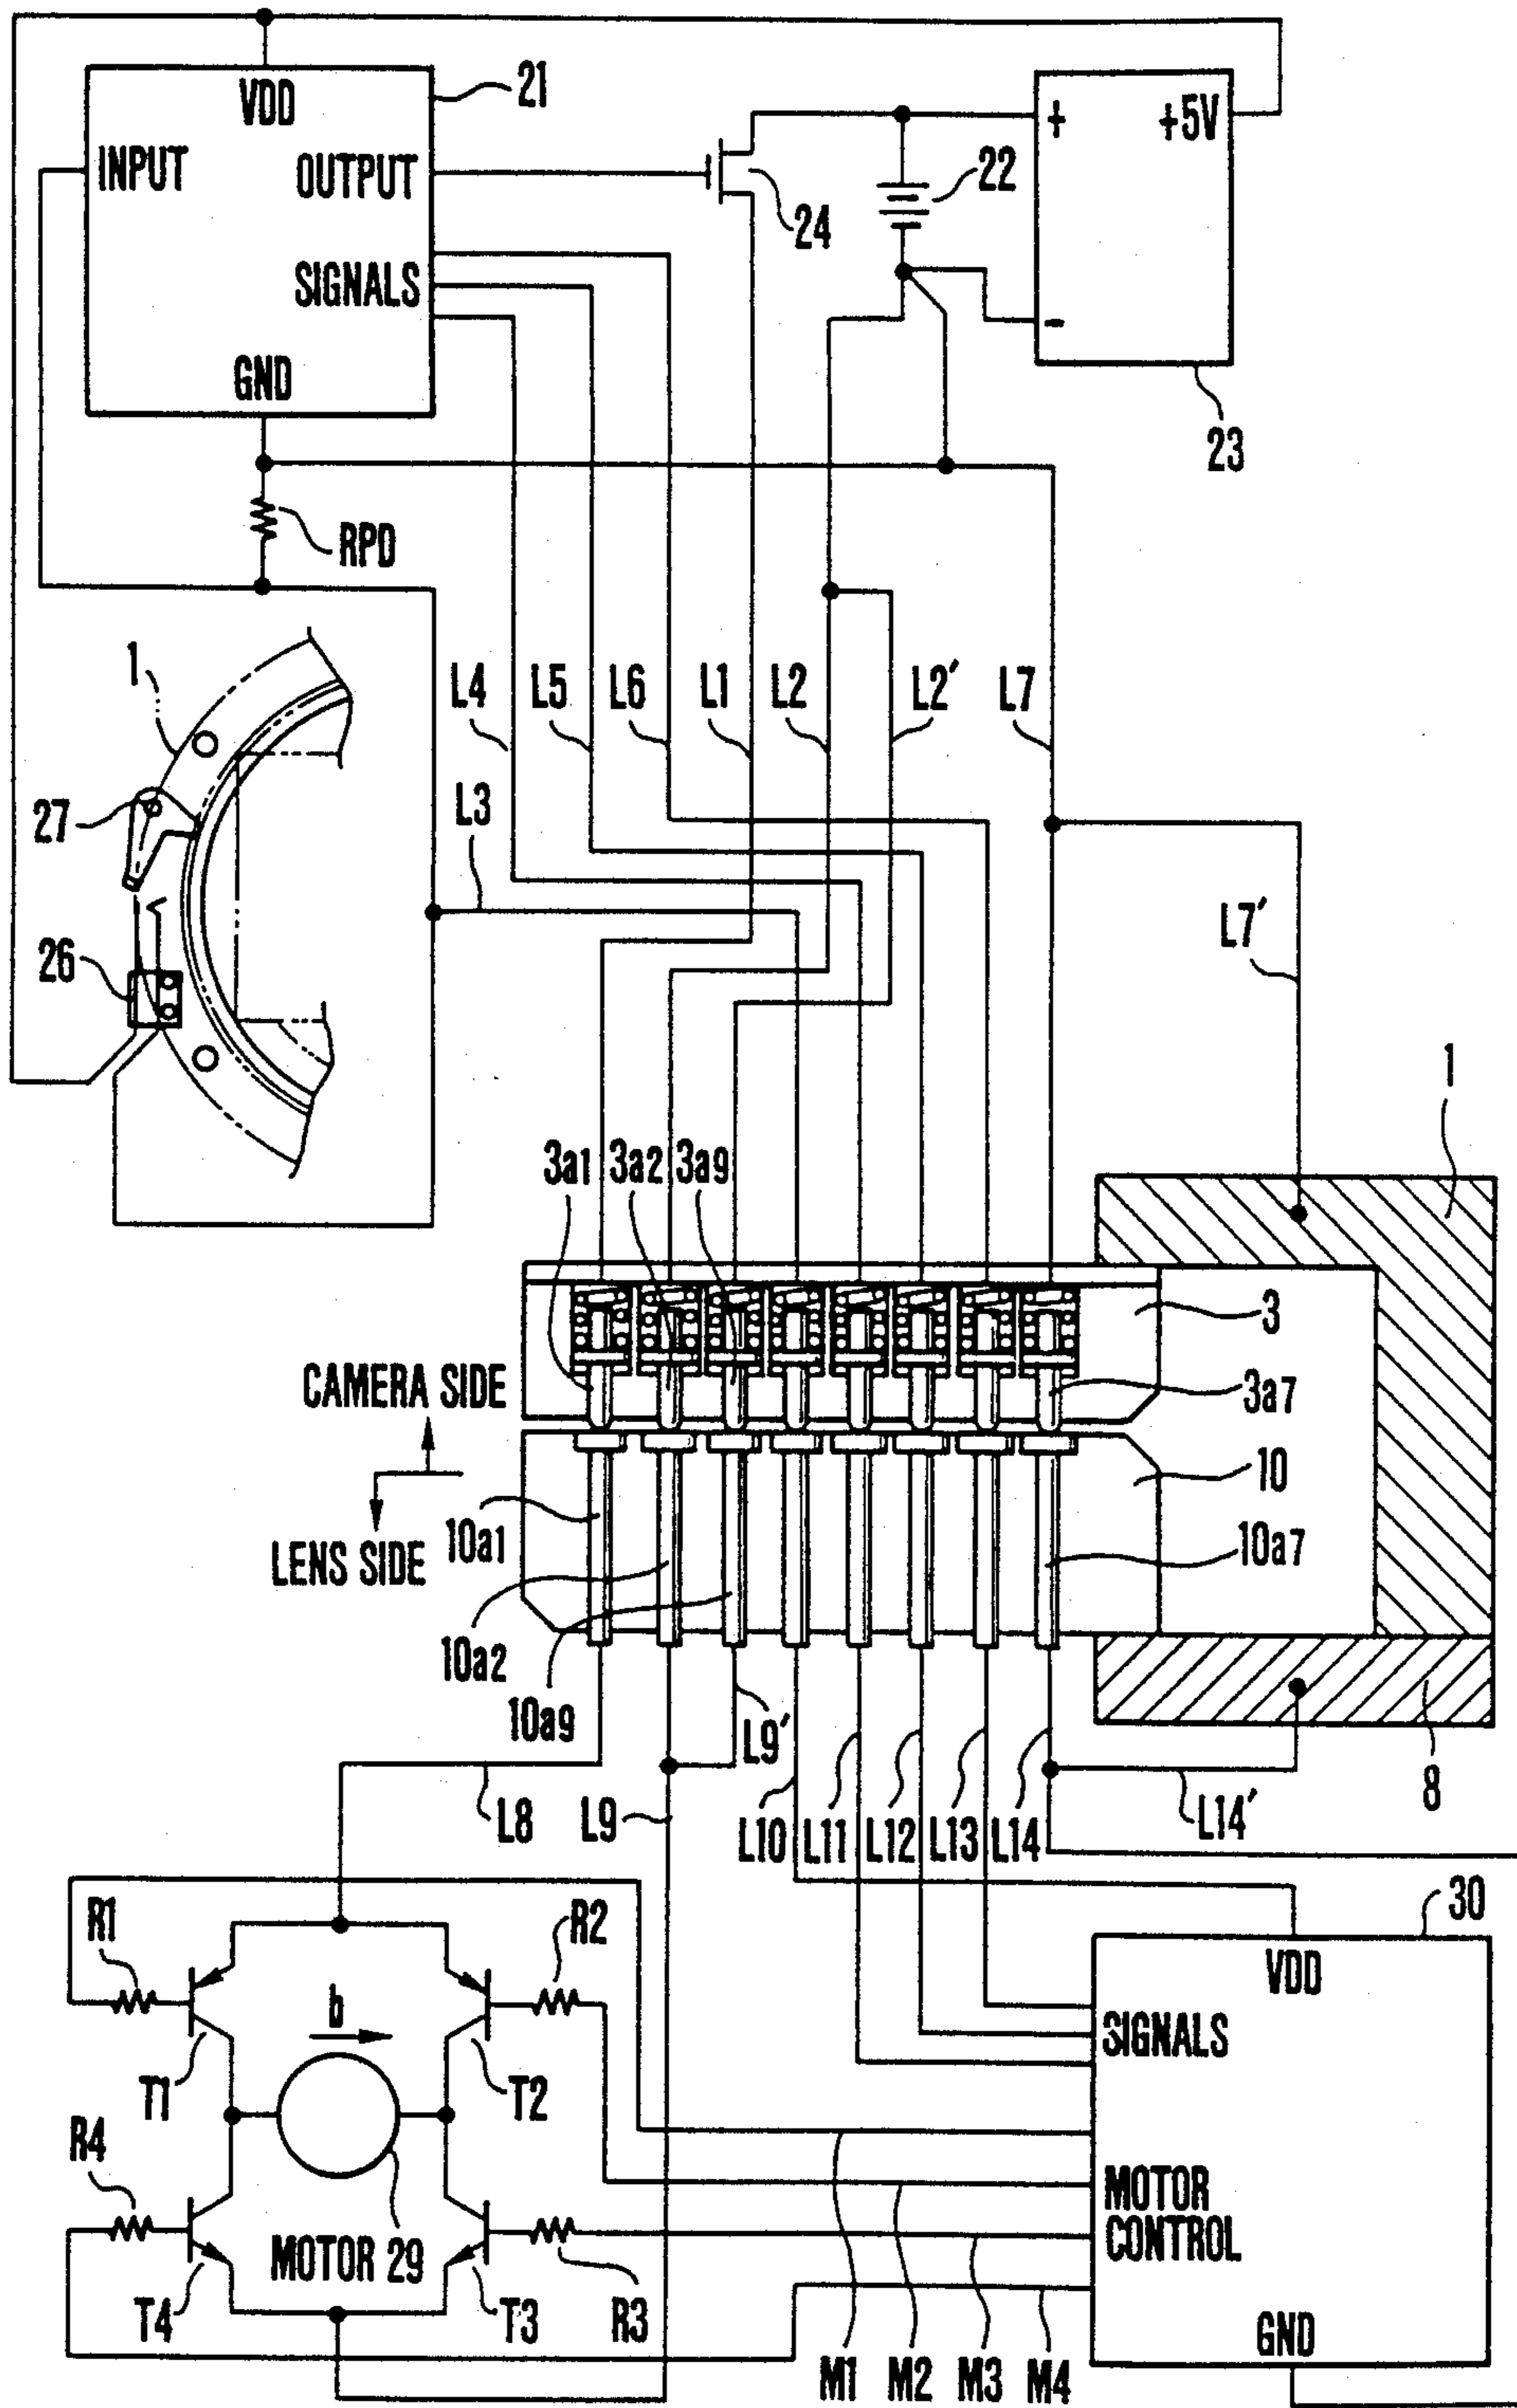 VDD
21
INPUT
OUTPUT
+
+5V
22
24
SIGNALS
GND
-
23
RPD
1
L4
L5
L6
L1
L2
L2'
L7
27
L3
L7'
26
1
3a1
3a2
3a9
3
CAMERA SIDE
3a7
10
10a1
LENS SIDE
10a7
10a2
10a9
L9'
8
L8
L9
L10
L11
L12
L13
L14
L14'
R1
R2
30
VDD
b
SIGNALS
T1
T2
R4
MOTOR
CONTROL
MOTOR 29
T4
T3
R3
GND
M1
M2
M3
M4